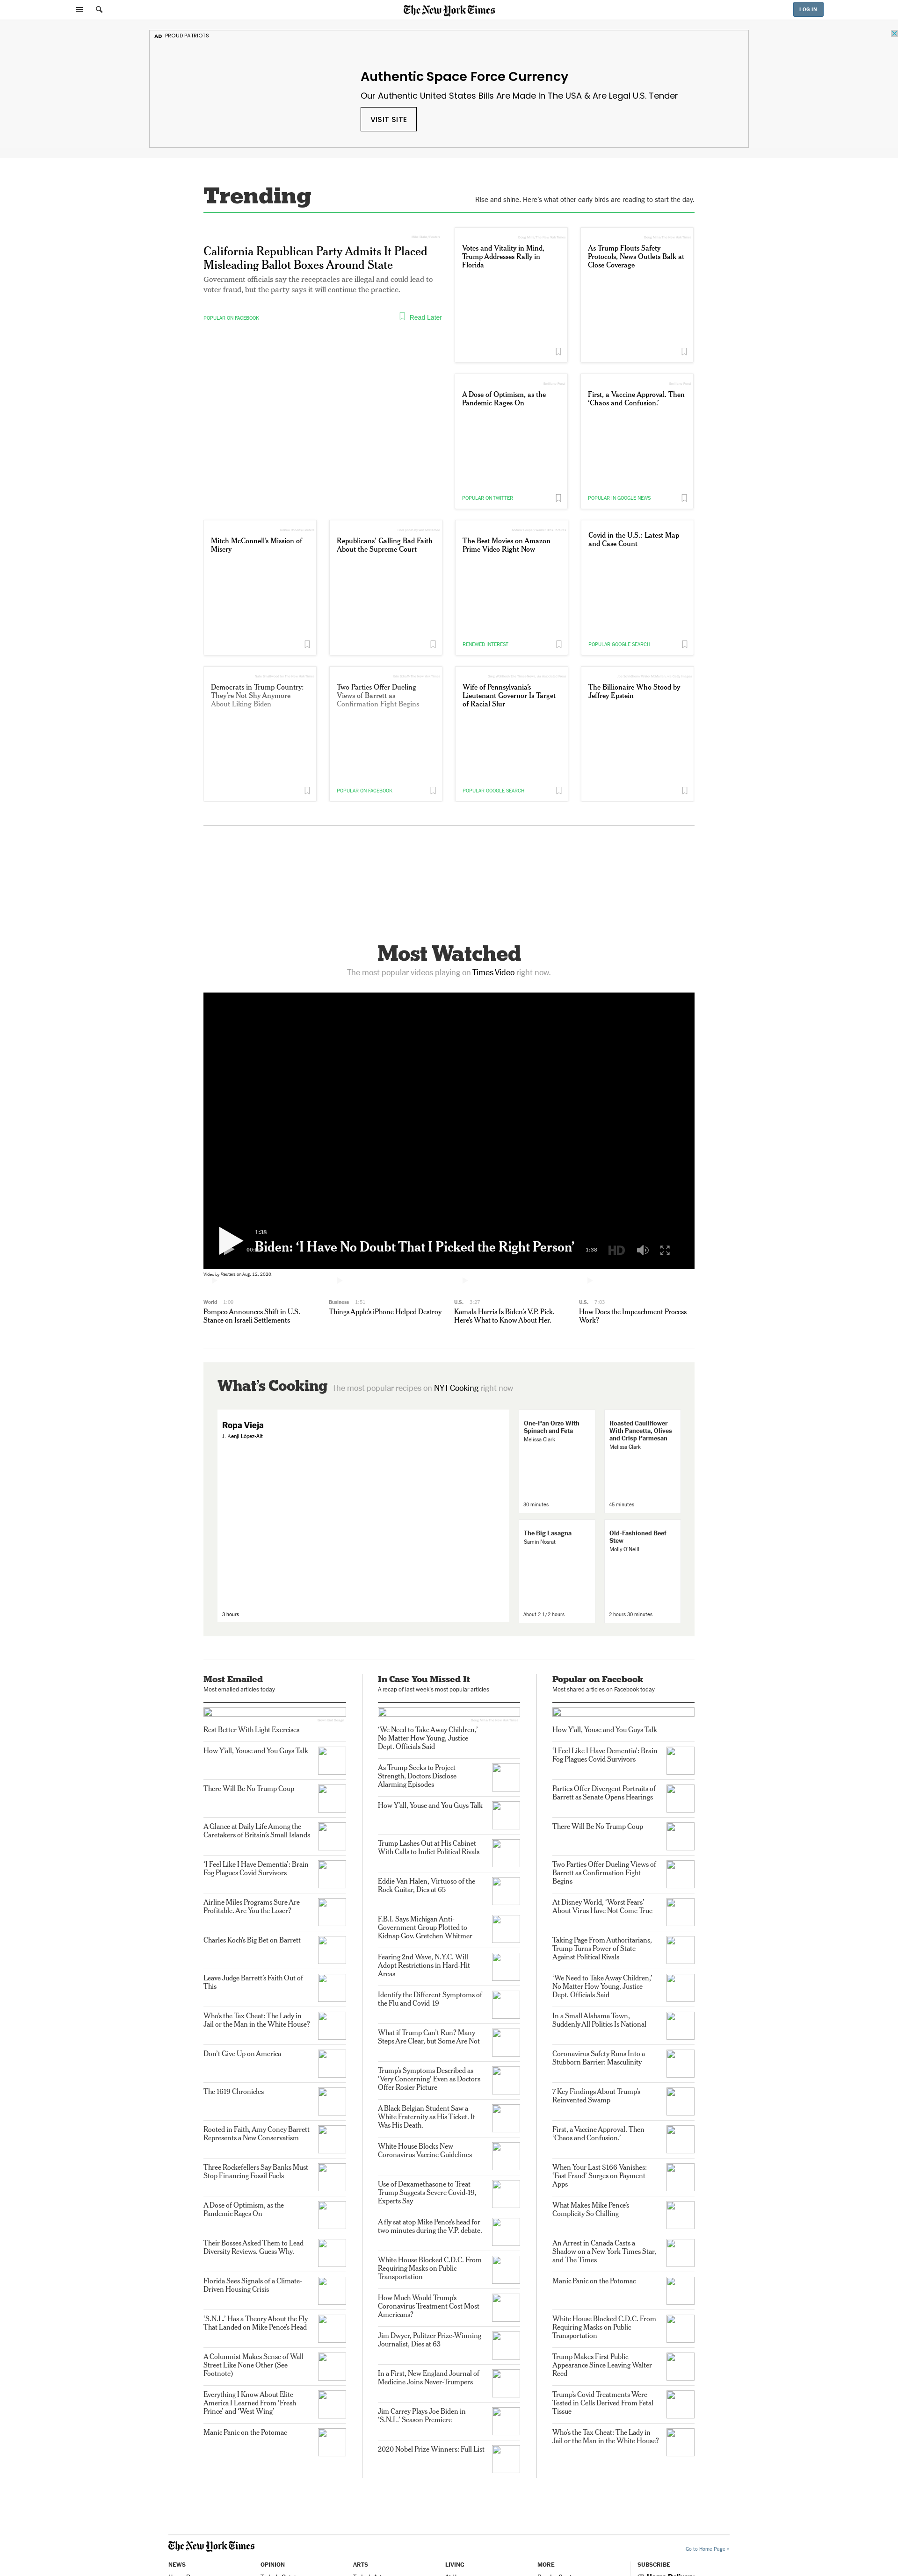 The New York Times
LOG IN
AD PROUD PATRIOTS
Authentic Space Force Currency
Our Authentic United States Bills Are Made In The USA & Are Legal U.S. Tender
VISIT SITE
Trending
Rise and shine. Here's what other early birds are reading to start the day.
California Republican Party Admits It Placed
Misleading Ballot Boxes Around State
Government officials say the receptacles are illegal and could lead to
voter fraud, but the party says it will continue the practice.
POPULAR ON FACEBOOK
Read Later
Votes and Vitality in Mind,
Trump Addresses Rally in
Florida
As Trump Flouts Safety
Protocols, News Outlets Balk at
Close Coverage
A Dose of Optimism, as the
Pandemic Rages On
POPULAR ON TWITTER
First, a Vaccine Approval. Then
‘Chaos and Confusion.’
POPULAR IN GOOGLE NEWS
Mitch McConnell’s Mission of
Misery
Republicans’ Galling Bad Faith
About the Supreme Court
The Best Movies on Amazon
Prime Video Right Now
RENEWED INTEREST
Covid in the U.S.: Latest Map
and Case Count
POPULAR GOOGLE SEARCH
Democrats in Trump Country:
They’re Not Shy Anymore
About Liking Biden
Two Parties Offer Dueling
Views of Barrett as
Confirmation Fight Begins
POPULAR ON FACEBOOK
Wife of Pennsylvania’s
Lieutenant Governor Is Target
of Racial Slur
POPULAR GOOGLE SEARCH
The Billionaire Who Stood by
Jeffrey Epstein
Most Watched
The most popular videos playing on Times Video right now.
1:38
Biden: ‘I Have No Doubt That I Picked the Right Person’
1:38
HD
Video by Reuters on Aug. 12, 2020.
World 1:08
Pompeo Announces Shift in U.S.
Stance on Israeli Settlements
Business 1:51
Things Apple’s iPhone Helped Destroy
U.S. 3:27
Kamala Harris Is Biden’s V.P. Pick.
Here’s What to Know About Her.
U.S. 7:03
How Does the Impeachment Process
Work?
What’s Cooking The most popular recipes on NYT Cooking right now
Ropa Vieja
J. Kenji López-Alt
3 hours
One-Pan Orzo With
Spinach and Feta
Melissa Clark
30 minutes
Roasted Cauliflower
With Pancetta, Olives
and Crisp Parmesan
Melissa Clark
45 minutes
The Big Lasagna
Samin Nosrat
About 2 1/2 hours
Old-Fashioned Beef
Stew
Molly O’Neill
2 hours 30 minutes
Most Emailed
Most emailed articles today
Rest Better With Light Exercises
How Y’all, Youse and You Guys Talk
There Will Be No Trump Coup
A Glance at Daily Life Among the
Caretakers of Britain’s Small Islands
‘I Feel Like I Have Dementia’: Brain
Fog Plagues Covid Survivors
Airline Miles Programs Sure Are
Profitable. Are You the Loser?
Charles Koch’s Big Bet on Barrett
Leave Judge Barrett’s Faith Out of
This
Who’s the Tax Cheat: The Lady in
Jail or the Man in the White House?
Don’t Give Up on America
The 1619 Chronicles
Rooted in Faith, Amy Coney Barrett
Represents a New Conservatism
Three Rockefellers Say Banks Must
Stop Financing Fossil Fuels
A Dose of Optimism, as the
Pandemic Rages On
Their Bosses Asked Them to Lead
Diversity Reviews. Guess Why.
Florida Sees Signals of a Climate-
Driven Housing Crisis
‘S.N.L.’ Has a Theory About the Fly
That Landed on Mike Pence’s Head
A Columnist Makes Sense of Wall
Street Like None Other (See
Footnote)
Everything I Know About Elite
America I Learned From ‘Fresh
Prince’ and ‘West Wing’
Manic Panic on the Potomac
In Case You Missed It
A recap of last week’s most popular articles
‘We Need to Take Away Children,’
No Matter How Young, Justice
Dept. Officials Said
As Trump Seeks to Project
Strength, Doctors Disclose
Alarming Episodes
How Y’all, Youse and You Guys Talk
Trump Lashes Out at His Cabinet
With Calls to Indict Political Rivals
Eddie Van Halen, Virtuoso of the
Rock Guitar, Dies at 65
F.B.I. Says Michigan Anti-
Government Group Plotted to
Kidnap Gov. Gretchen Whitmer
Fearing 2nd Wave, N.Y.C. Will
Adopt Restrictions in Hard-Hit
Areas
Identify the Different Symptoms of
the Flu and Covid-19
What if Trump Can’t Run? Many
Steps Are Clear, but Some Are Not
Trump’s Symptoms Described as
‘Very Concerning’ Even as Doctors
Offer Rosier Picture
A Black Belgian Student Saw a
White Fraternity as His Ticket. It
Was His Death.
White House Blocks New
Coronavirus Vaccine Guidelines
Use of Dexamethasone to Treat
Trump Suggests Severe Covid-19,
Experts Say
A fly sat atop Mike Pence’s head for
two minutes during the V.P. debate.
White House Blocked C.D.C. From
Requiring Masks on Public
Transportation
How Much Would Trump’s
Coronavirus Treatment Cost Most
Americans?
Jim Dwyer, Pulitzer Prize-Winning
Journalist, Dies at 63
In a First, New England Journal of
Medicine Joins Never-Trumpers
Jim Carrey Plays Joe Biden in
‘S.N.L.’ Season Premiere
2020 Nobel Prize Winners: Full List
Popular on Facebook
Most shared articles on Facebook today
How Y’all, Youse and You Guys Talk
‘I Feel Like I Have Dementia’: Brain
Fog Plagues Covid Survivors
Parties Offer Divergent Portraits of
Barrett as Senate Opens Hearings
There Will Be No Trump Coup
Two Parties Offer Dueling Views of
Barrett as Confirmation Fight
Begins
At Disney World, ‘Worst Fears’
About Virus Have Not Come True
Taking Page From Authoritarians,
Trump Turns Power of State
Against Political Rivals
‘We Need to Take Away Children,’
No Matter How Young, Justice
Dept. Officials Said
In a Small Alabama Town,
Suddenly All Politics Is National
Coronavirus Safety Runs Into a
Stubborn Barrier: Masculinity
7 Key Findings About Trump’s
Reinvented Swamp
First, a Vaccine Approval. Then
‘Chaos and Confusion.’
When Your Last $166 Vanishes:
‘Fast Fraud’ Surges on Payment
Apps
What Makes Mike Pence’s
Complicity So Chilling
An Arrest in Canada Casts a
Shadow on a New York Times Star,
and The Times
Manic Panic on the Potomac
White House Blocked C.D.C. From
Requiring Masks on Public
Transportation
Trump Makes First Public
Appearance Since Leaving Walter
Reed
Trump’s Covid Treatments Were
Tested in Cells Derived From Fetal
Tissue
Who’s the Tax Cheat: The Lady in
Jail or the Man in the White House?
The New York Times
Go to Home Page »
NEWS
OPINION
ARTS
LIVING
MORE
SUBSCRIBE